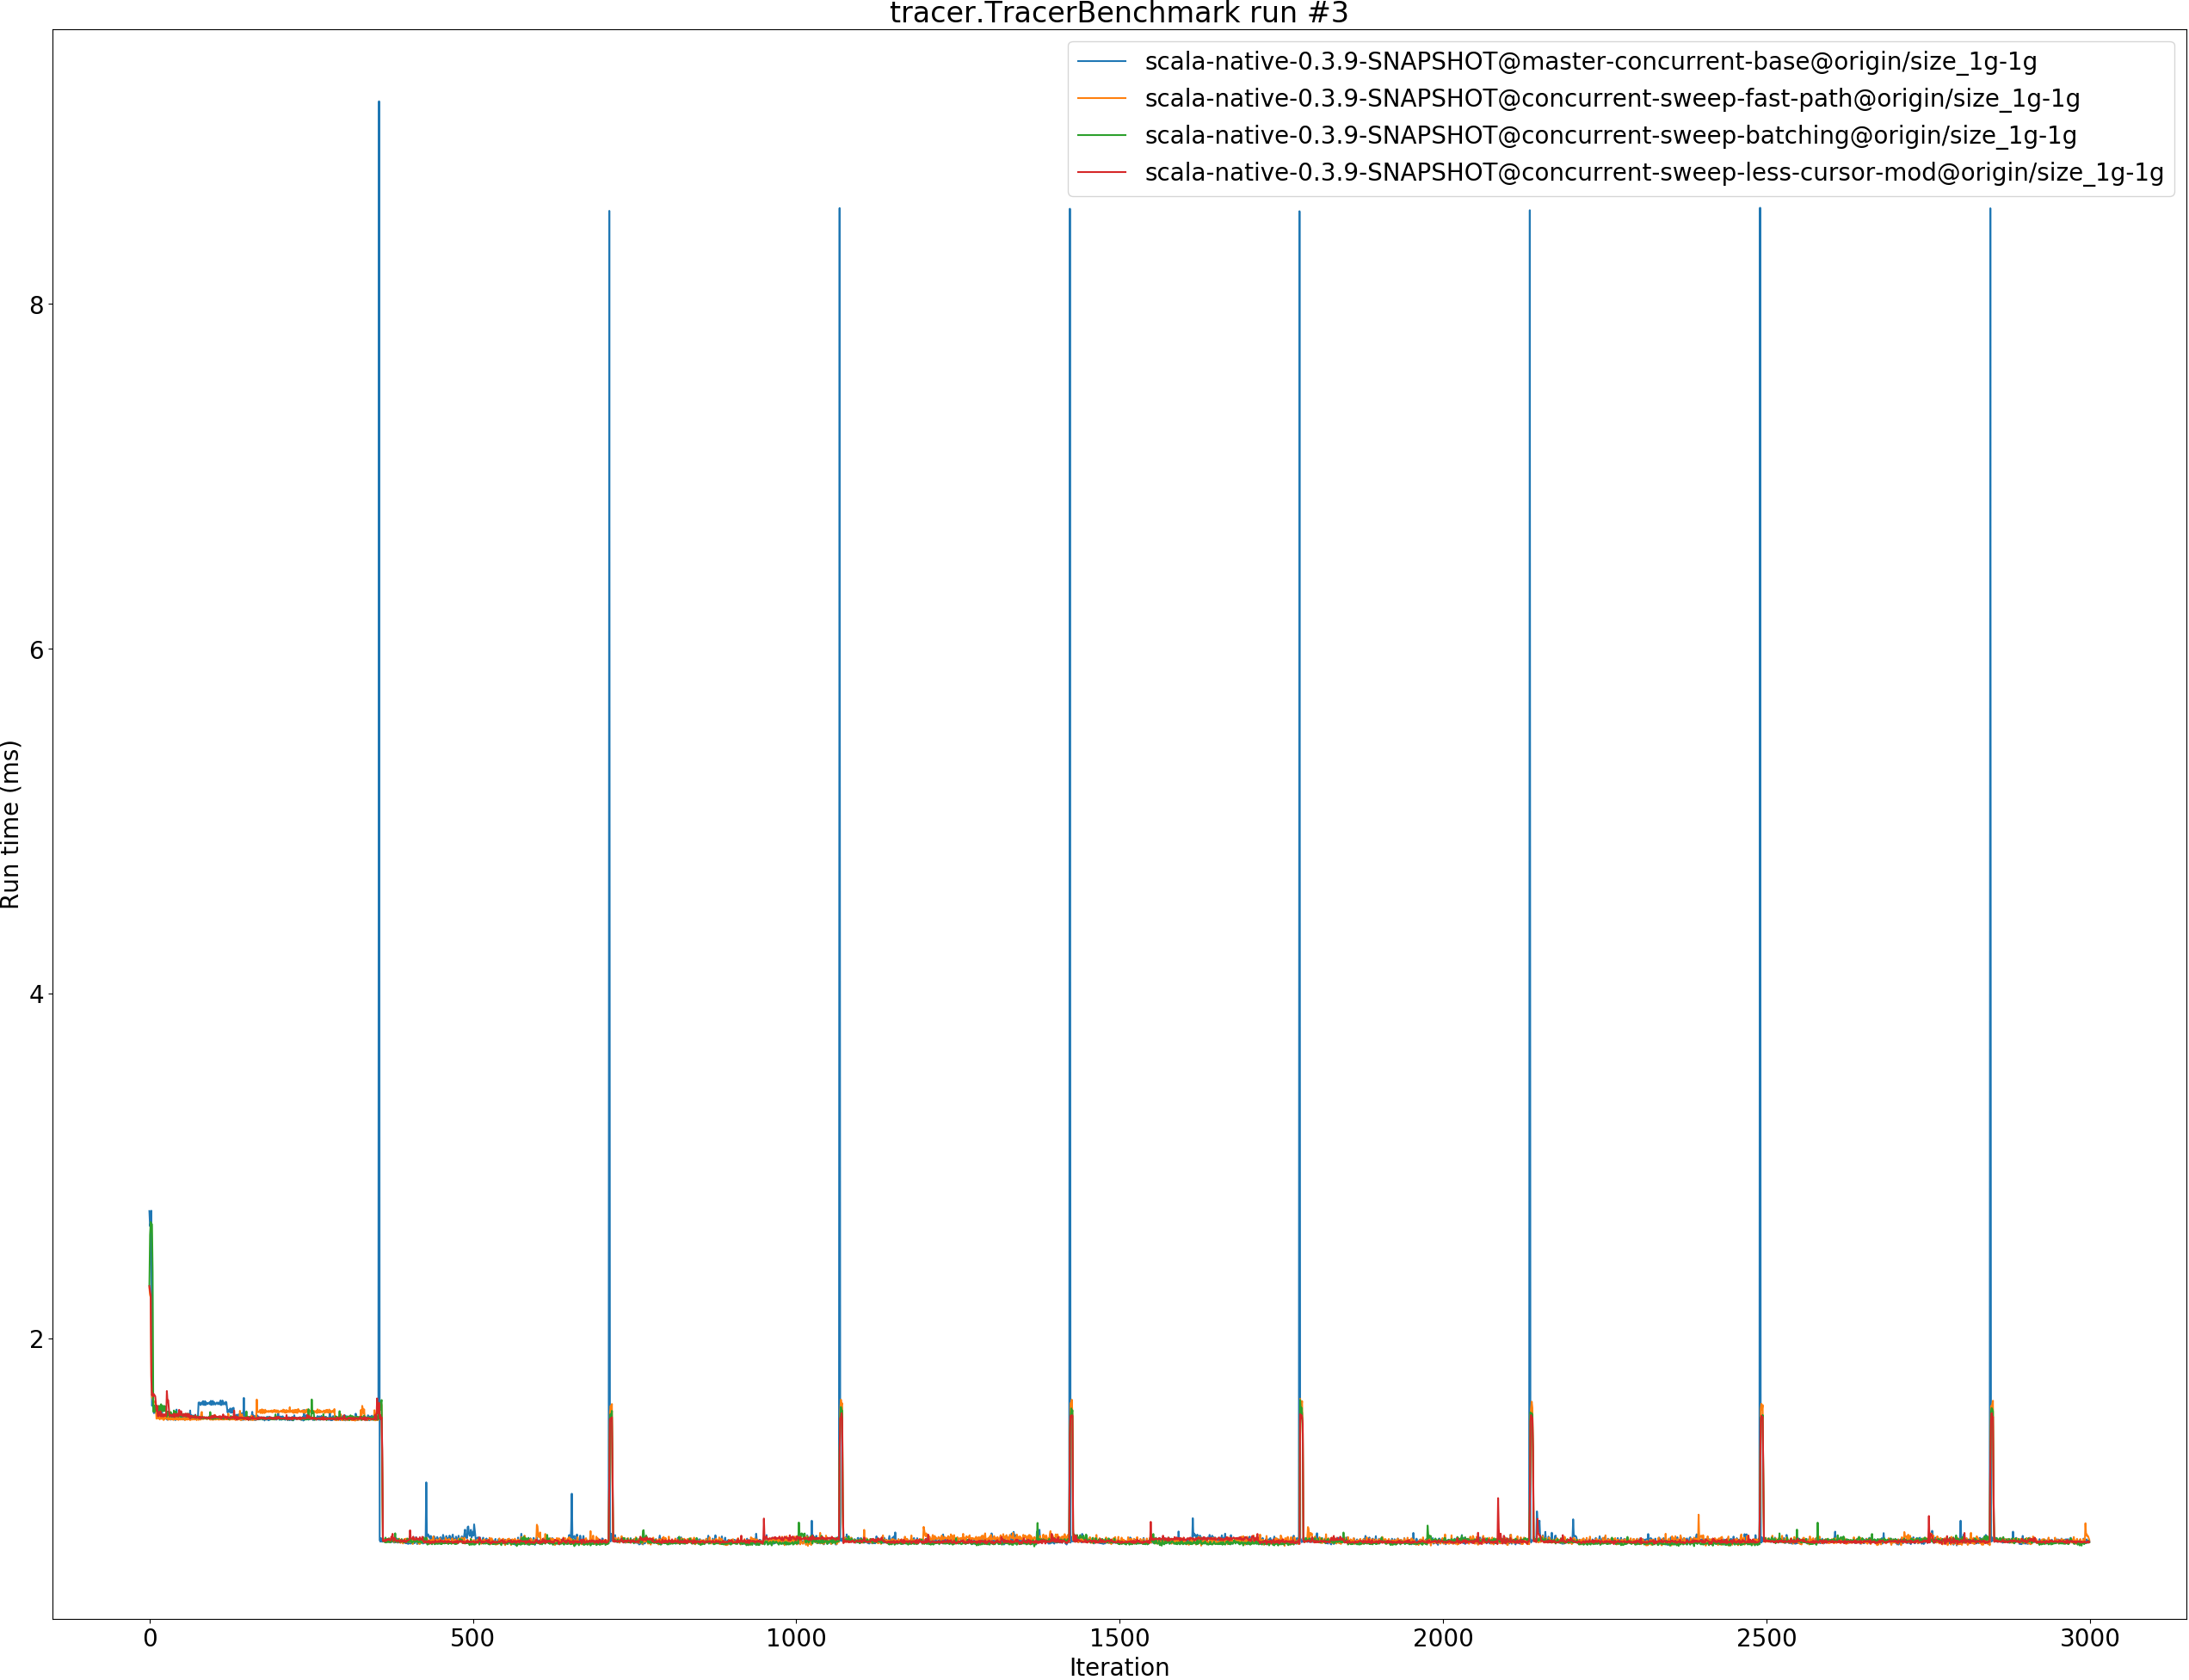 tracer.TracerBenchmark run #3
scala-native-0.3.9-SNAPSHOT@master-concurrent-base@origin/size_1g-1g
scala-native-0.3.9-SNAPSHOT@concurrent-sweep-fast-path@origin/size_1g-1g
scala-native-0.3.9-SNAPSHOT@concurrent-sweep-batching@origin/size_1g-1g
scala-native-0.3.9-SNAPSHOT@concurrent-sweep-less-cursor-mod@origin/size_1g-1g
8
6
4
2
Run time (ms)
0 500 1000 1500 2000 2500 3000
Iteration